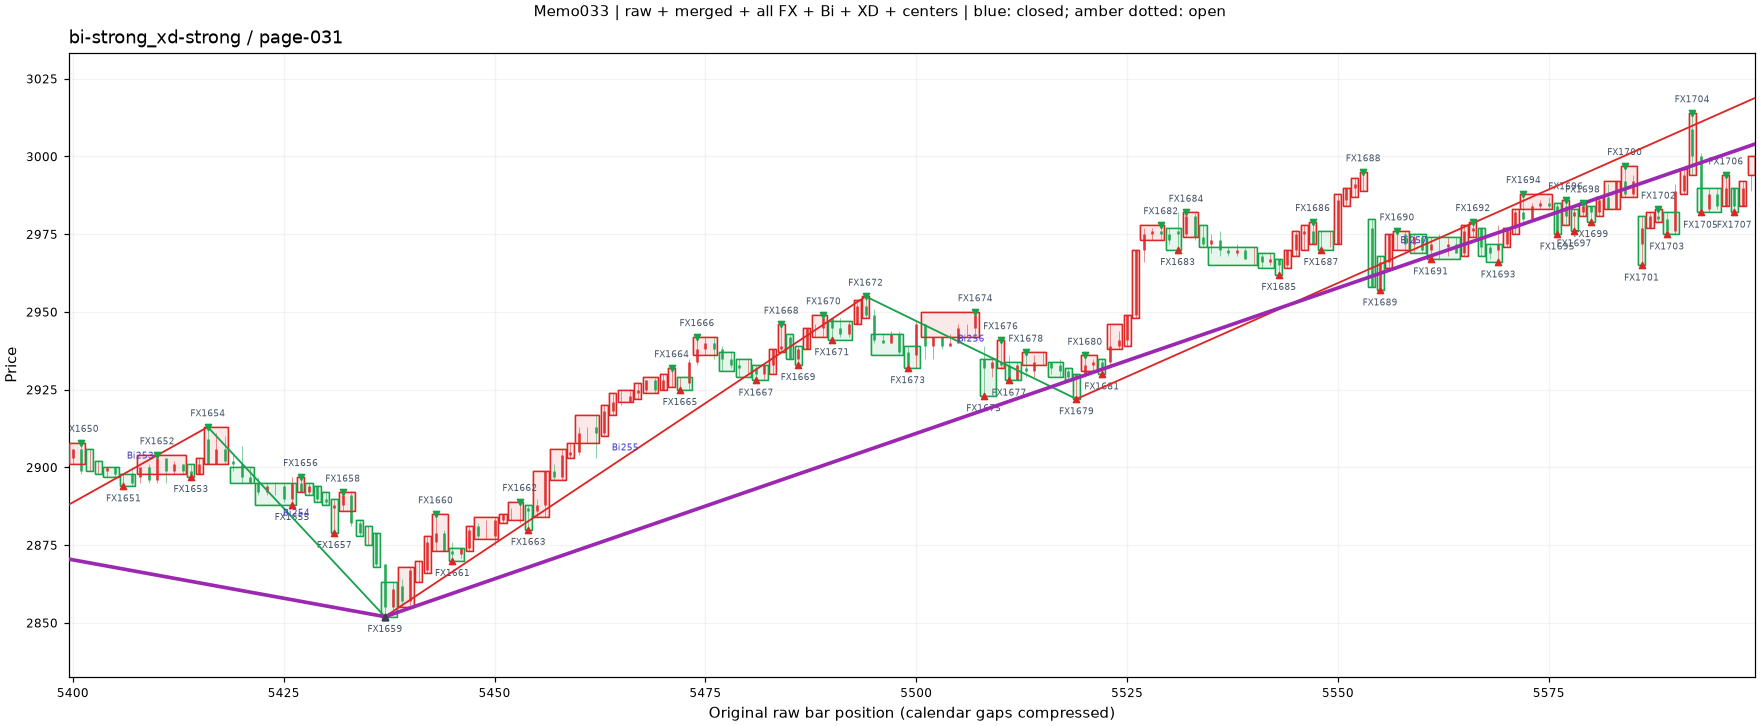 Memo033 | raw + merged + all FX + Bi + XD + centers | blue: closed; amber dotted: open
bi-strong_xd-strong / page-031
Price
3025
3000
2975
2950
2925
2900
2875
2850
5400
5425
5450
5475
5500
5525
5550
5575
Original raw bar position (calendar gaps compressed)
X1650
FX1651
FX1652
Bi253
FX1653
FX1654
Bi254
FX1655
FX1656
FX1657
FX1658
FX1659
FX1660
FX1661
FX1662
FX1663
Bi255
FX1664
FX1665
FX1666
FX1667
FX1668
FX1669
FX1670
FX1671
FX1672
FX1673
FX1674
Bi256
FX1675
FX1676
FX1677
FX1678
FX1679
FX1680
FX1681
FX1682
FX1683
FX1684
FX1685
FX1686
FX1687
FX1688
FX1689
FX1690
Bi257
FX1691
FX1692
FX1693
FX1694
FX1695
FX1696
FX1697
FX1698
FX1699
FX1700
FX1701
FX1702
FX1703
FX1704
FX1705
FX1706
FX1707